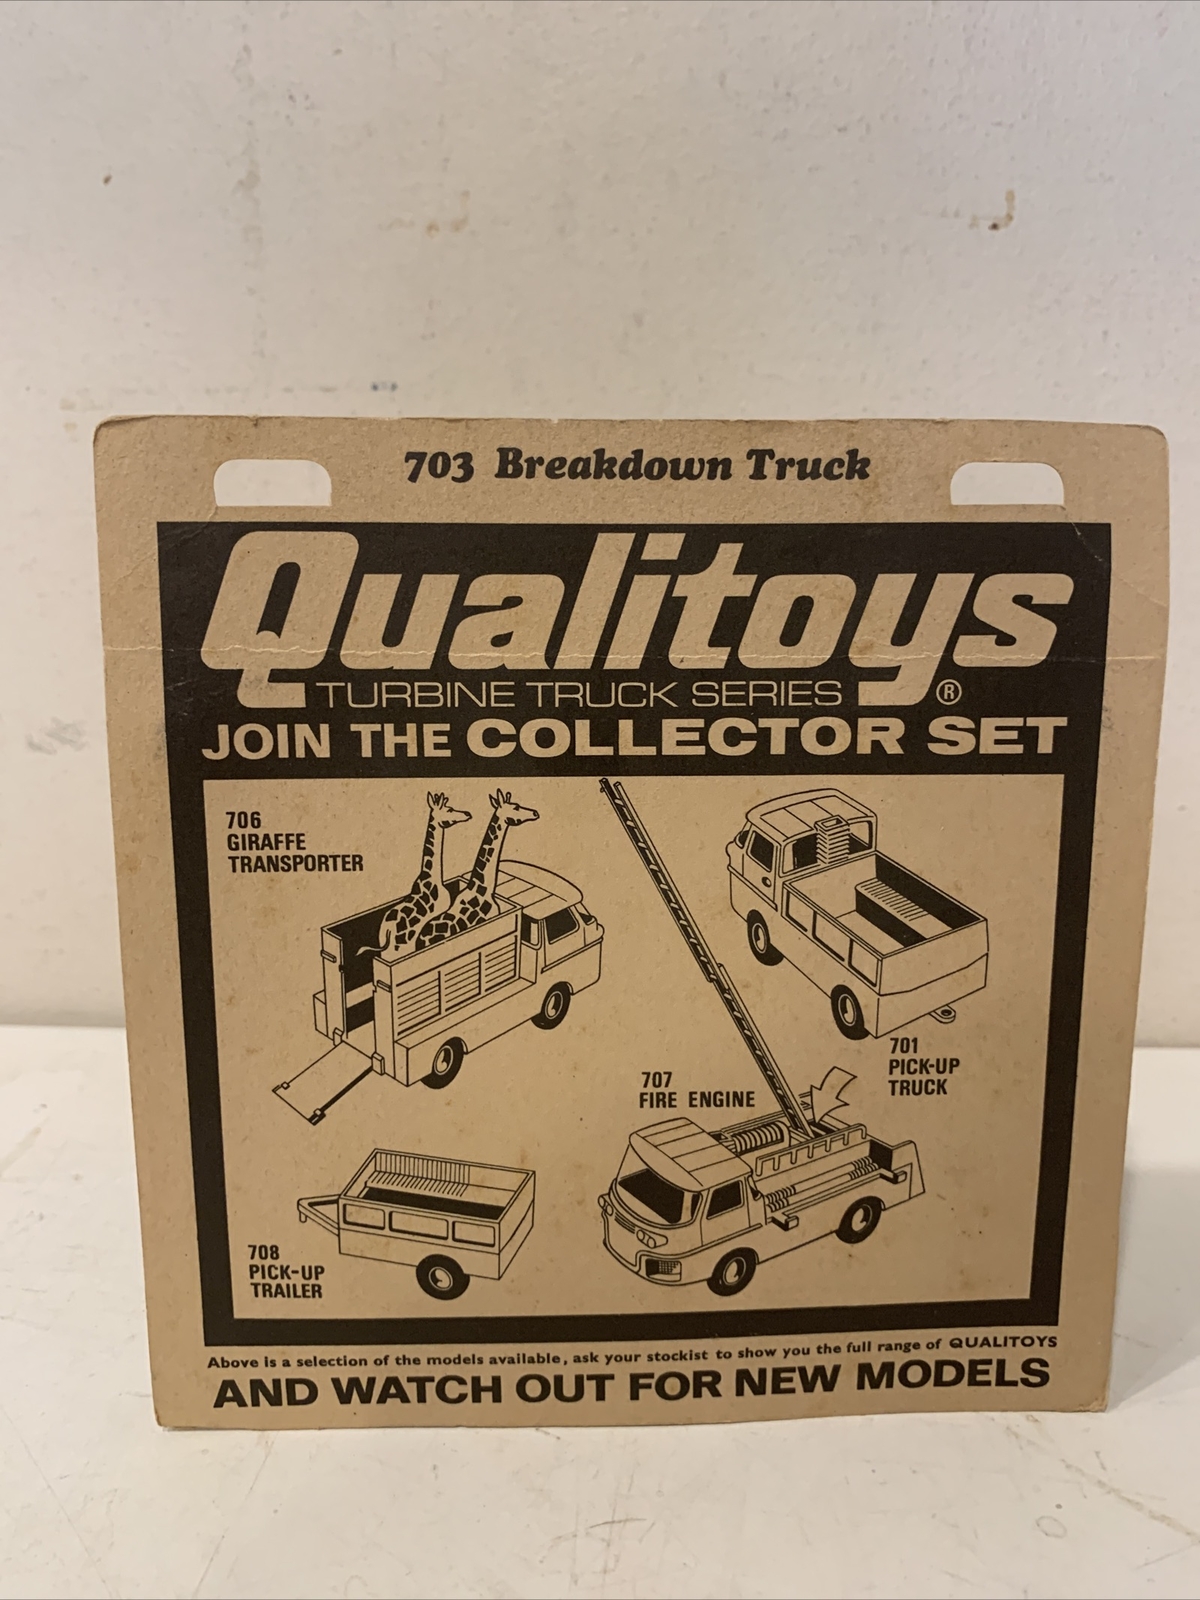 703 Breakdown Truck
Qualitoys
TURBINE TRUCK SERIES ®
JOIN THE COLLECTOR SET
706
GIRAFFE
TRANSPORTER
701
PICK-UP
TRUCK
707
FIRE ENGINE
708
PICK-UP
TRAILER
Above is a selection of the models available, ask your stockist to show you the full range of QUALITOYS
AND WATCH OUT FOR NEW MODELS